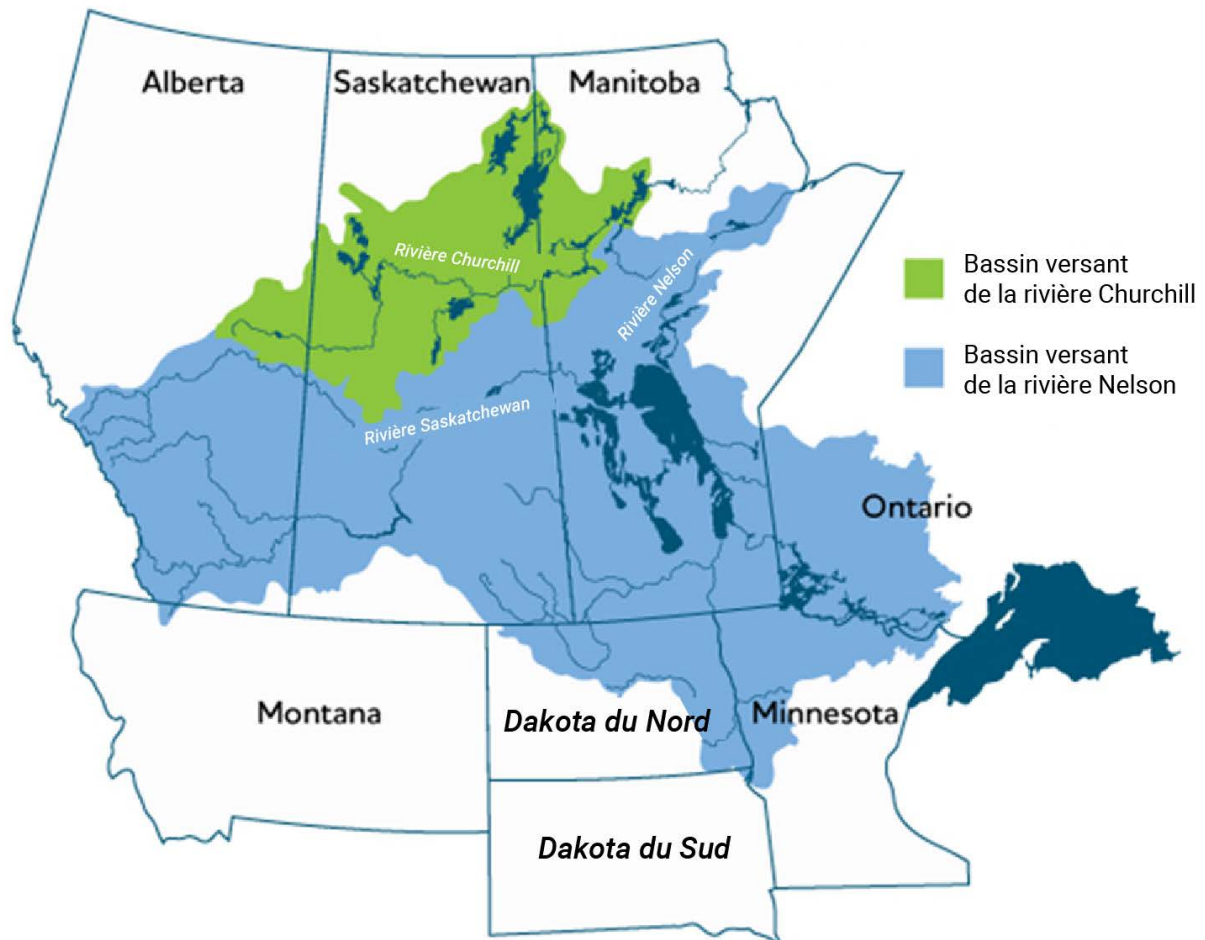 Alberta
Saskatchewan
Manitoba
Rivière Churchill
Rivière Nelson
Bassin versant
de la rivière Churchill
Bassin versant
de la rivière Nelson
Rivière Saskatchewan
Ontario
Montana
Dakota du Nord
Minnesota
Dakota du Sud